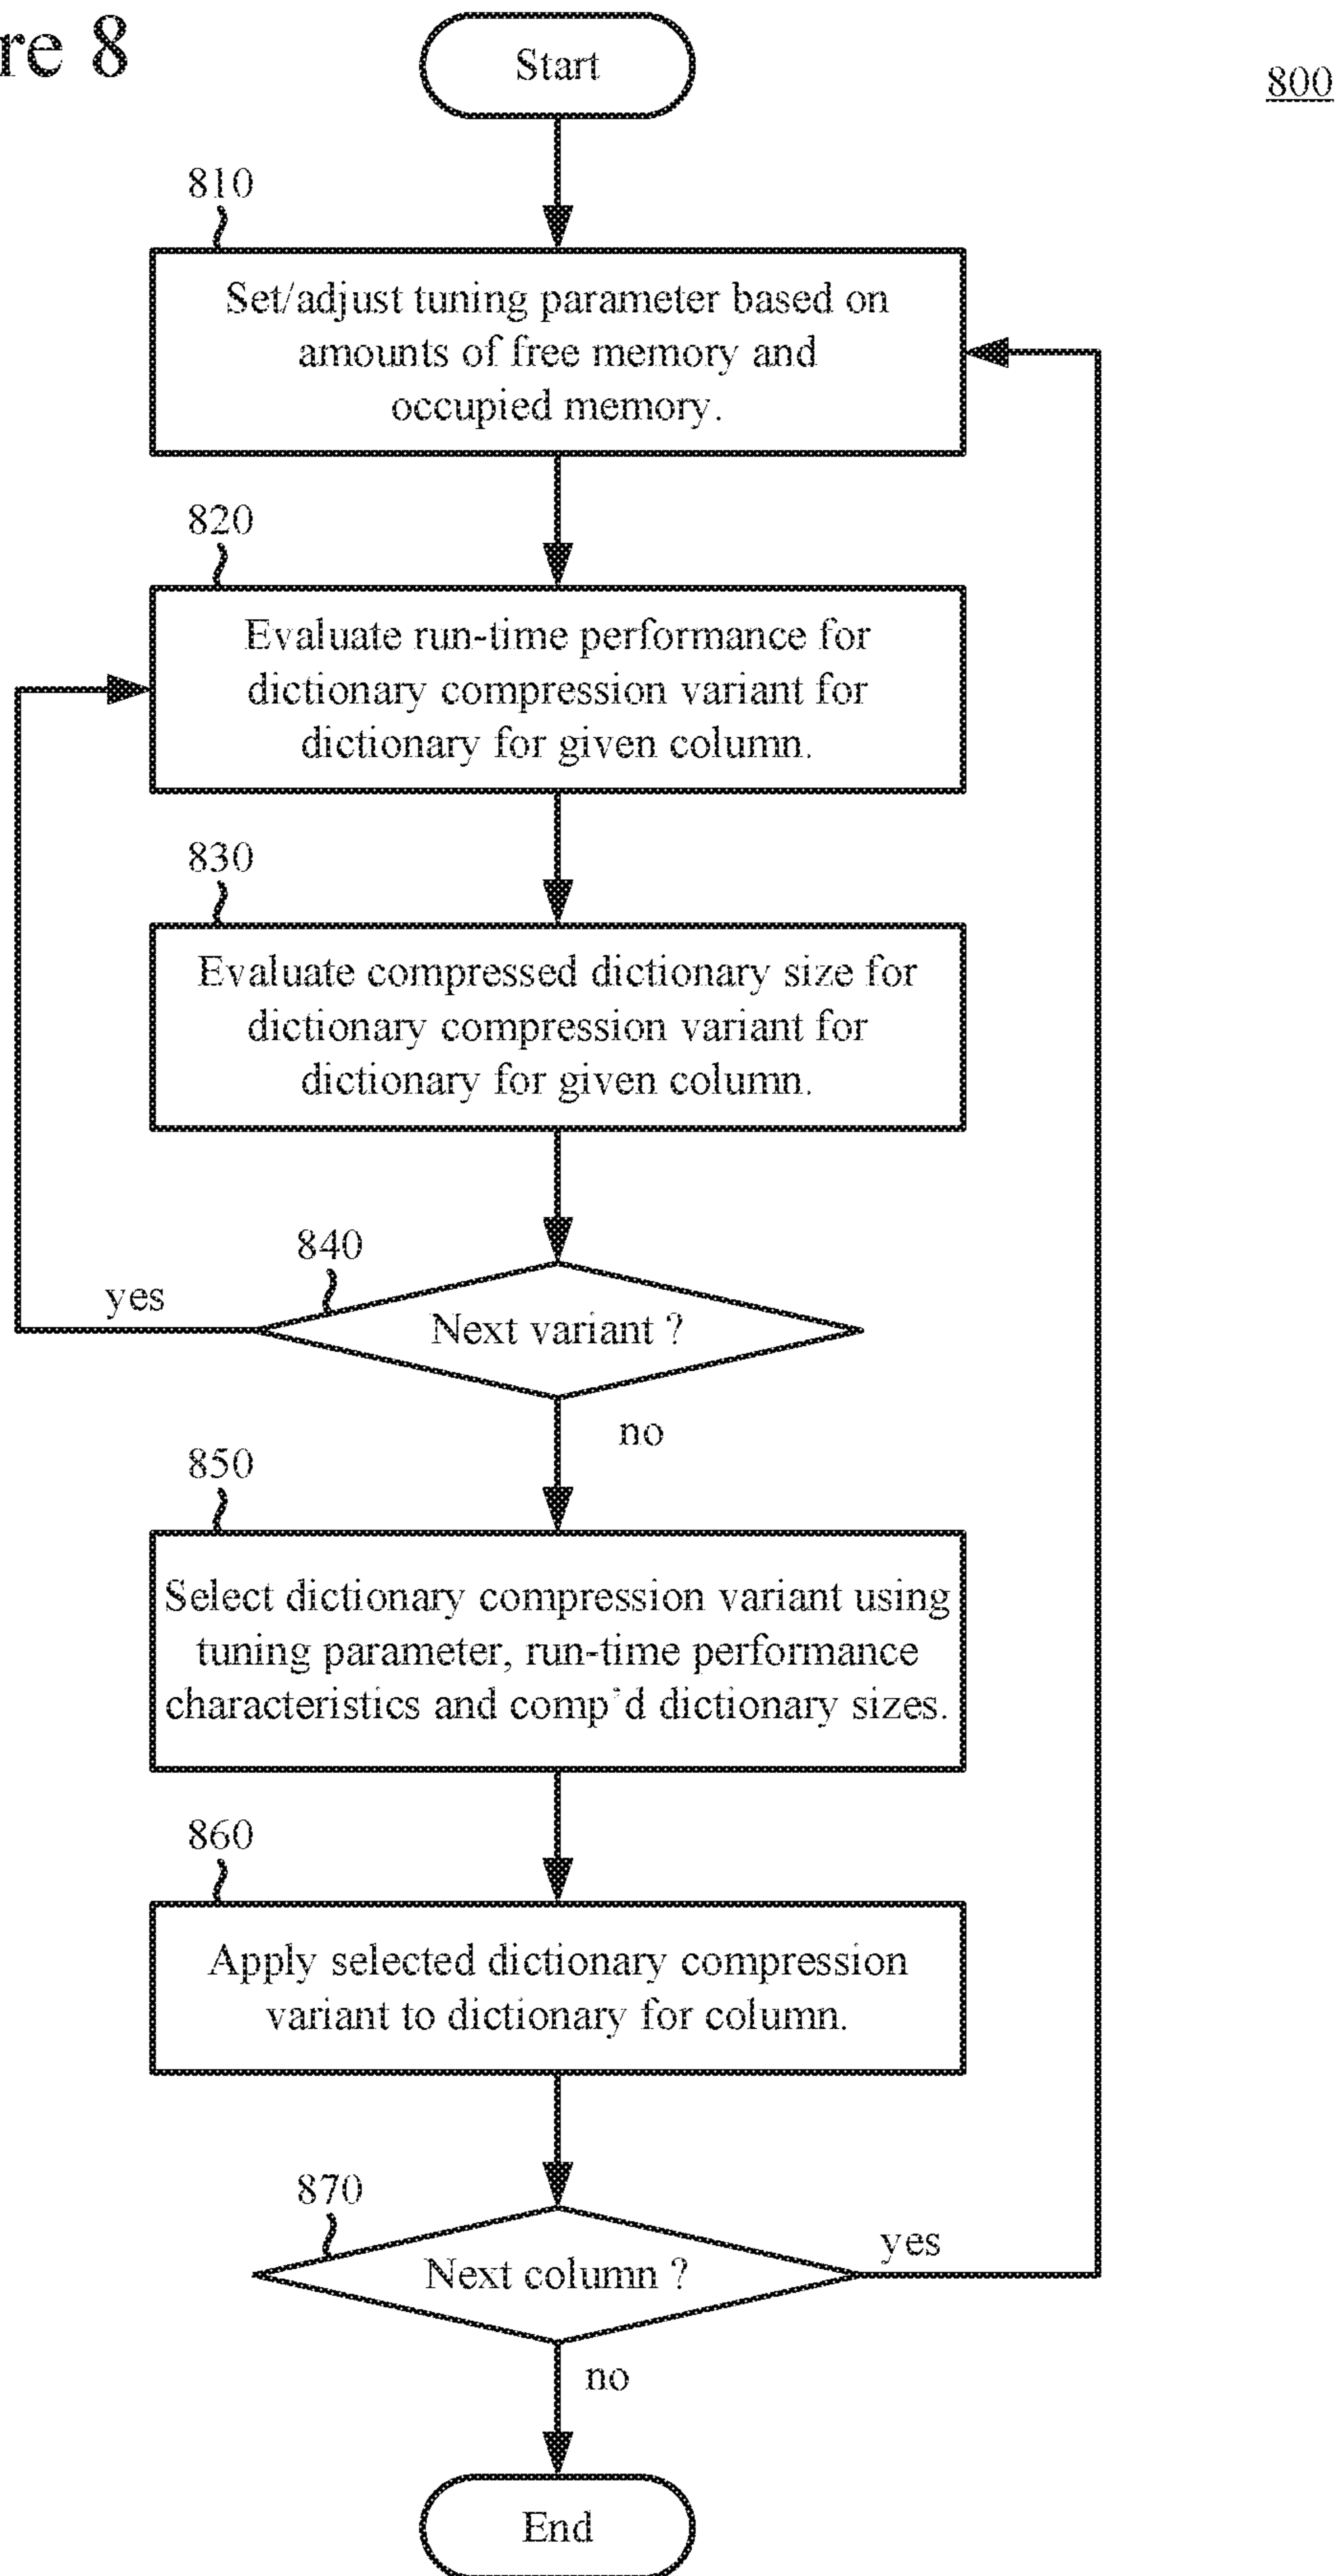 re 8
Start
800
810
Set/adjust tuning parameter based on
amounts of free memory and
occupied memory.
820
Evaluate run-time performance for
dictionary compression variant for
dictionary for given column.
830
Evaluate compressed dictionary size for
dictionary compression variant for
dictionary for given column.
840
yes
Next variant ?
no
850
Select dictionary compression variant using
tuning parameter, run-time performance
characteristics and comp'd dictionary sizes.
860
Apply selected dictionary compression
variant to dictionary for column.
870
yes
Next column ?
no
End